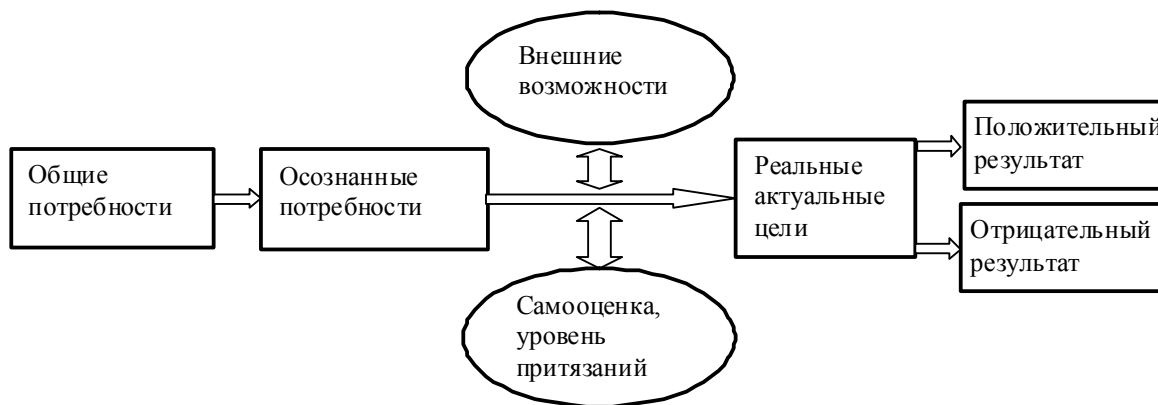 Внешние
возможности
Общие
потребности
Осознанные
потребности
Самооценка,
уровень
притязаний
Реальные
актуальные
цели
Положительный
результат
Отрицательный
результат